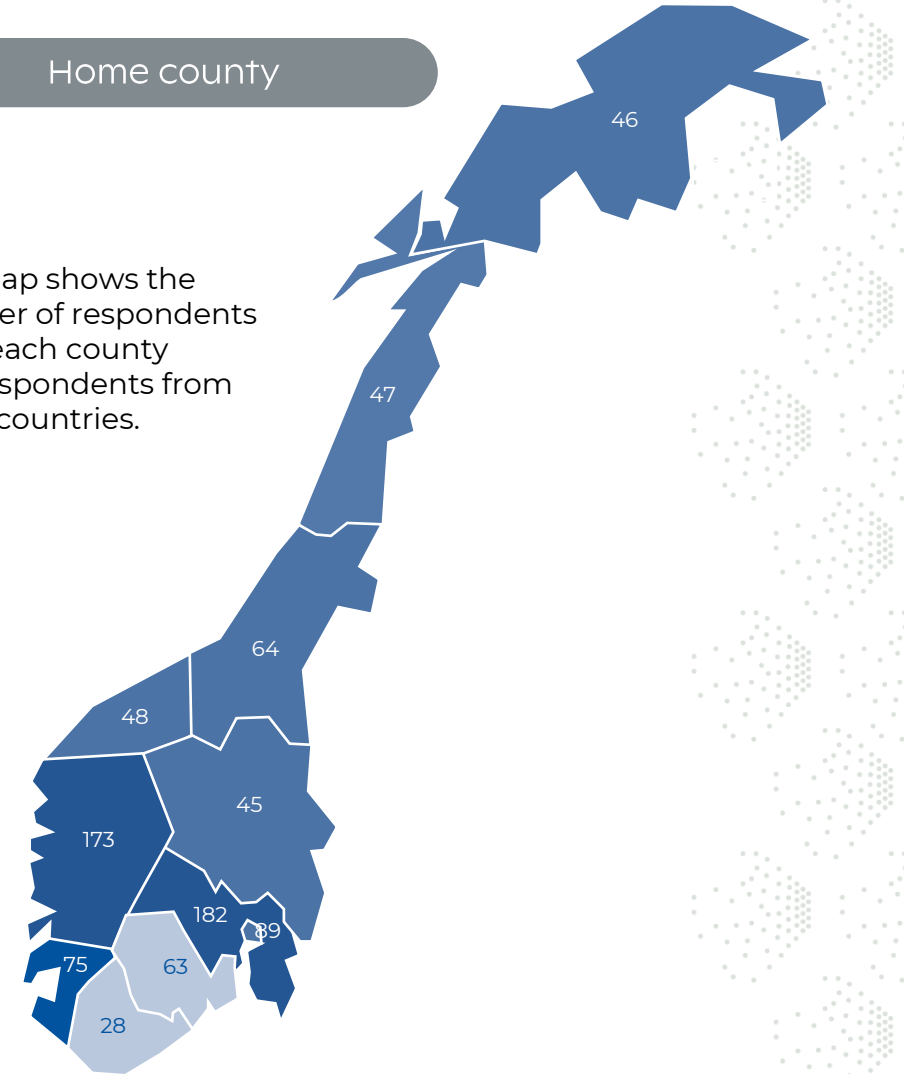 Home county
46
ap shows the
er of respondents
each county
spondents from
countries.
47
64
48
45
173
182
89
75
63
28